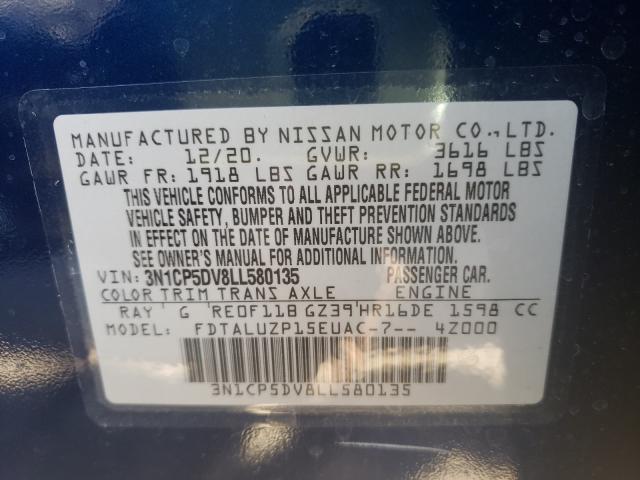 MANUFACTURED BY NISSAN MOTOR CO.,LTD.
DATE: 12/20. GVWR: 3616 LBS
GAWR FR: 1918 LBS GAWR RR: 1698 LBS
THIS VEHICLE CONFORMS TO ALL APPLICABLE FEDERAL MOTOR
VEHICLE SAFETY, BUMPER AND THEFT PREVENTION STANDARDS
IN EFFECT ON THE DATE OF MANUFACTURE SHOWN ABOVE.
SEE OWNER'S MANUAL FOR ADDITIONAL INFORMATION.
VIN: 3N1CP5DV8LL580135 PASSENGER CAR.
COLOR TRIM TRANS AXLE ENGINE
RAY G RE0F11B GZ39 HR16DE 1598 CC
MODEL: FDTALUZP15EUAC-7-- 4Z000
3N1CP5DV8LL580135